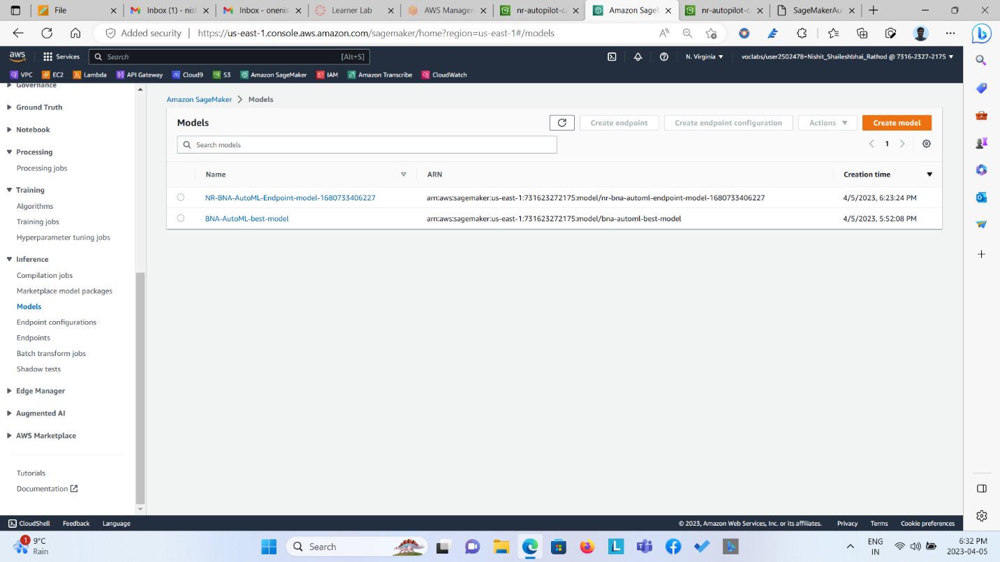 File
Inbox (1) - nish
Inbox - onenis
Learner Lab
AWS Managem
nr-autopilot-ca
Amazon SageM
nr-autopilot-ca
SageMakerAut
Added security
https://us-east-1.console.aws.amazon.com/sagemaker/home?region=us-east-1#/models
aws
Services
Search
[Alt+S]
N. Virginia
voclabs/user2502478=Nishit_Shaileshbhai_Rathod @ 7316-2327-2175
VPC
EC2
Lambda
API Gateway
Cloud9
S3
Amazon SageMaker
IAM
Amazon Transcribe
CloudWatch
Governance
Ground Truth
Notebook
Processing
Processing jobs
Training
Algorithms
Training jobs
Hyperparameter tuning jobs
Inference
Compilation jobs
Marketplace model packages
Models
Endpoint configurations
Endpoints
Batch transform jobs
Shadow tests
Edge Manager
Augmented AI
AWS Marketplace
Tutorials
Documentation
Amazon SageMaker
Models
Models
Create endpoint
Create endpoint configuration
Actions
Create model
Search models
1
Name
ARN
Creation time
NR-BNA-AutoML-Endpoint-model-1680733406227
arn:aws:sagemaker:us-east-1:731623272175:model/nr-bna-automl-endpoint-model-1680733406227
4/5/2023, 6:23:24 PM
BNA-AutoML-best-model
arn:aws:sagemaker:us-east-1:731623272175:model/bna-automl-best-model
4/5/2023, 5:52:08 PM
CloudShell
Feedback
Language
© 2023, Amazon Web Services, Inc. or its affiliates.
Privacy
Terms
Cookie preferences
1
9°C
Rain
Search
L
ENG
IN
6:32 PM
2023-04-05